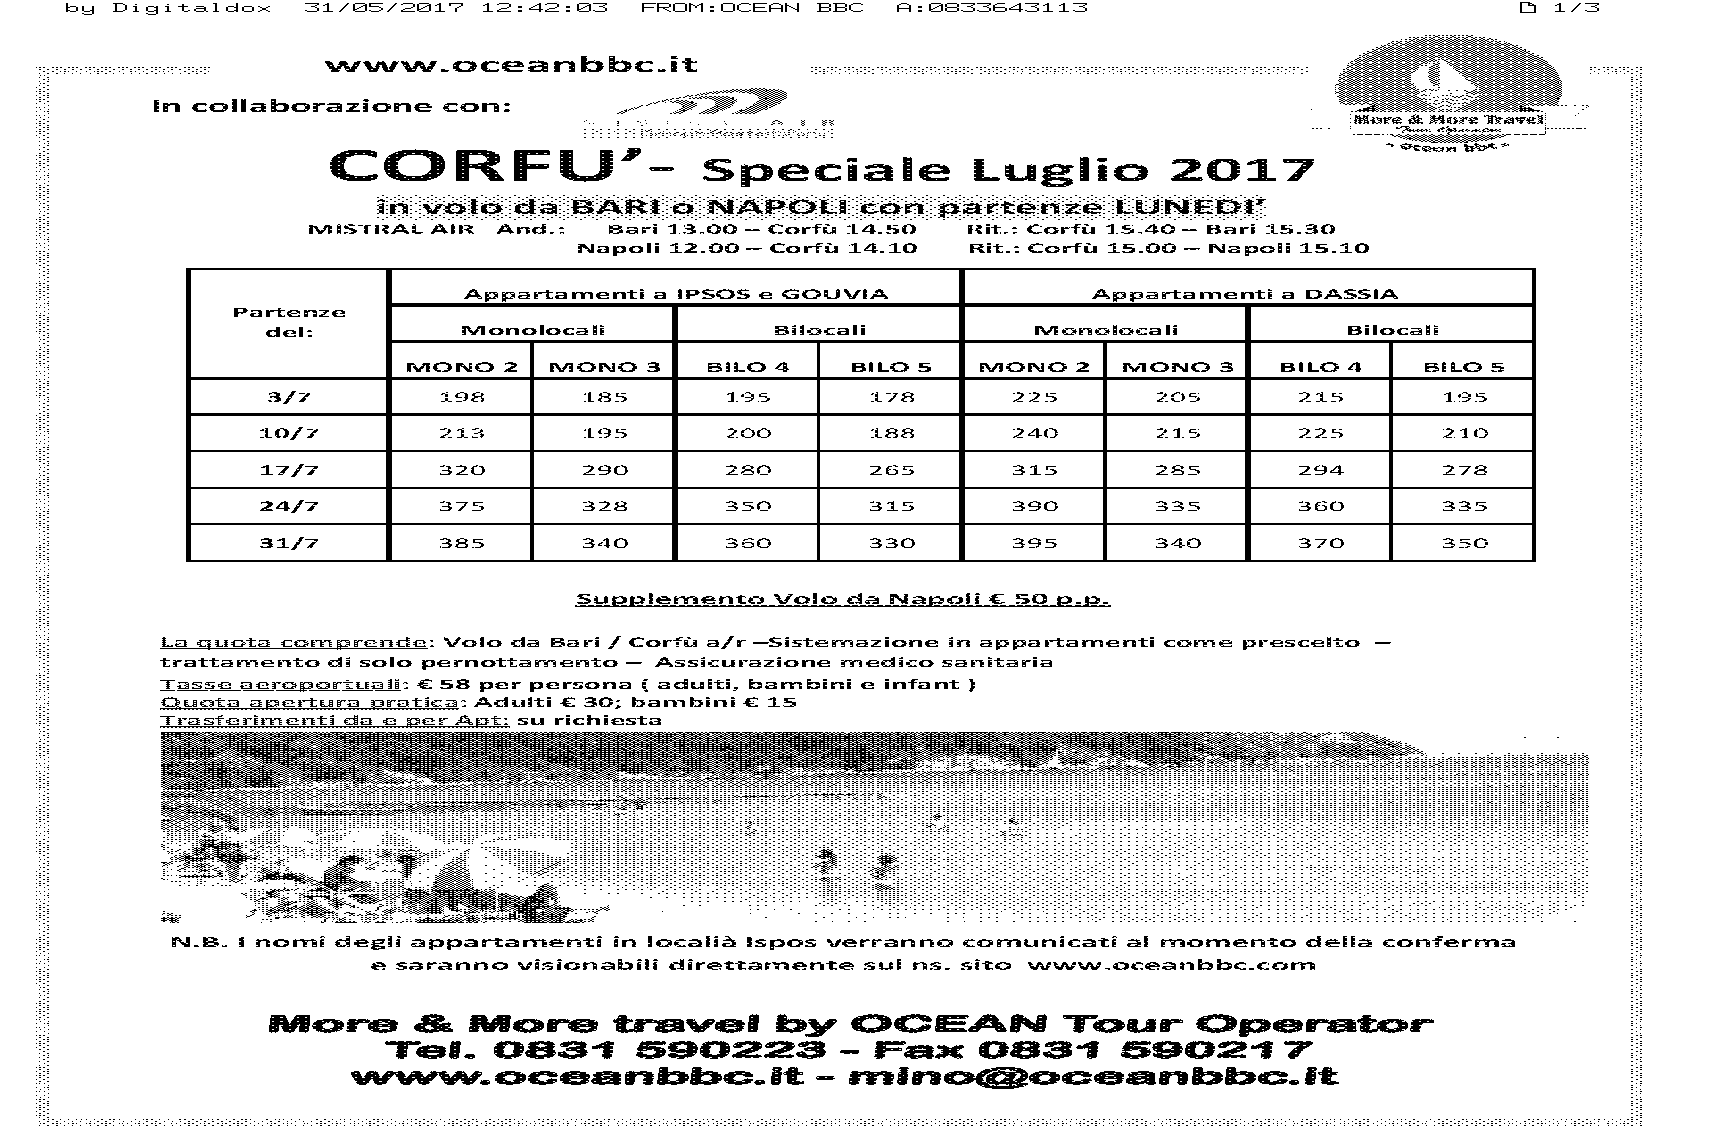 by Digitaldox 31/05/2017 12:42:03 FROM:OCEAN BBC A:0833643113 1/3
www.oceanbbc.it
In collaborazione con:
More & More Travel
Tour Operator
"Ocean bbc"
CORFU'- Speciale Luglio 2017
in volo da BARI o NAPOLI con partenze LUNEDI'
MISTRAL AIR And.: Bari 13.00 – Corfù 14.50 Rit.: Corfù 15.40 – Bari 15.30
Napoli 12.00 – Corfù 14.10 Rit.: Corfù 15.00 – Napoli 15.10
Partenze del: Appartamenti a IPSOS e GOUVIA Appartamenti a DASSIA
Monolocali Bilocali Monolocali Bilocali
MONO 2 MONO 3 BILO 4 BILO 5 MONO 2 MONO 3 BILO 4 BILO 5
3/7 198 185 195 178 225 205 215 195
10/7 213 195 200 188 240 215 225 210
17/7 320 290 280 265 315 285 294 278
24/7 375 328 350 315 390 335 360 335
31/7 385 340 360 330 395 340 370 350
Supplemento Volo da Napoli € 50 p.p.
La quota comprende: Volo da Bari / Corfù a/r –Sistemazione in appartamenti come prescelto –
trattamento di solo pernottamento – Assicurazione medico sanitaria
Tasse aeroportuali: € 58 per persona ( adulti, bambini e infant )
Quota apertura pratica: Adulti € 30; bambini € 15
Trasferimenti da e per Apt: su richiesta
N.B. I nomi degli appartamenti in localià Ispos verranno comunicati al momento della conferma
e saranno visionabili direttamente sul ns. sito www.oceanbbc.com
More & More travel by OCEAN Tour Operator
Tel. 0831 590223 – Fax 0831 590217
www.oceanbbc.it – mino@oceanbbc.it